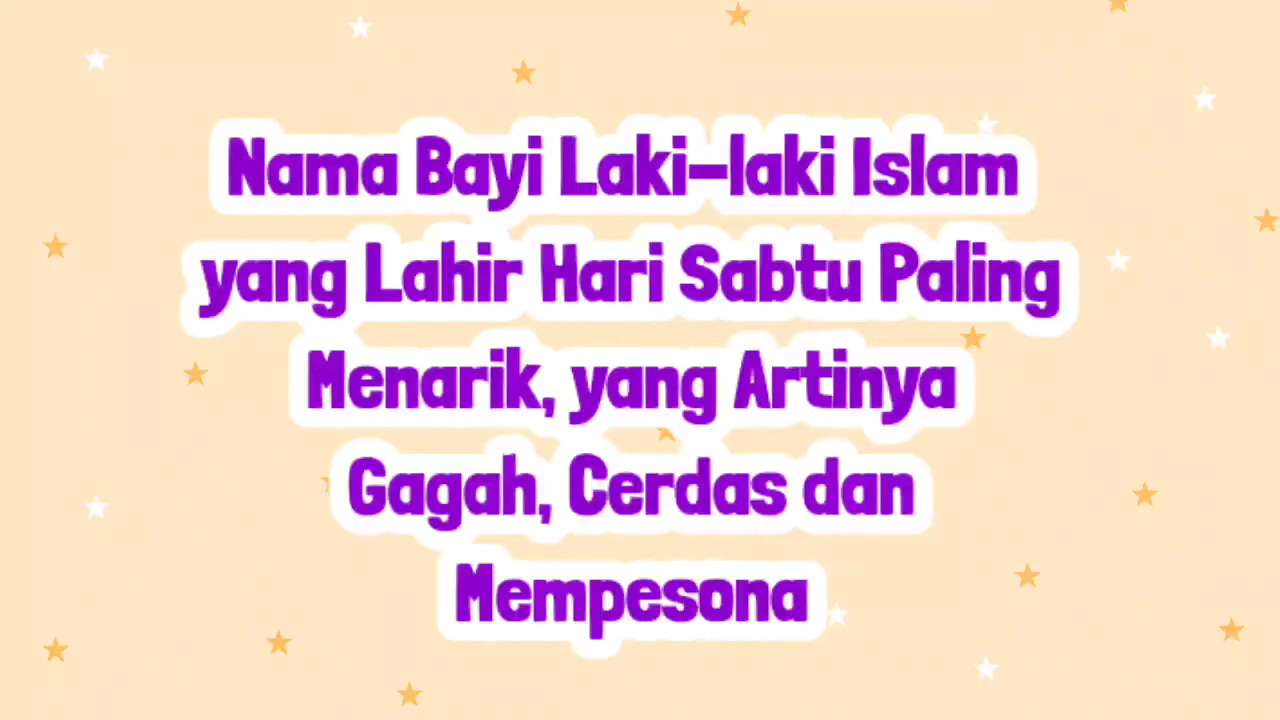 Nama Bayi Laki-laki Islam
yang Lahir Hari Sabtu Paling
Menarik, yang Artinya
Gagah, Cerdas dan
Mempesona